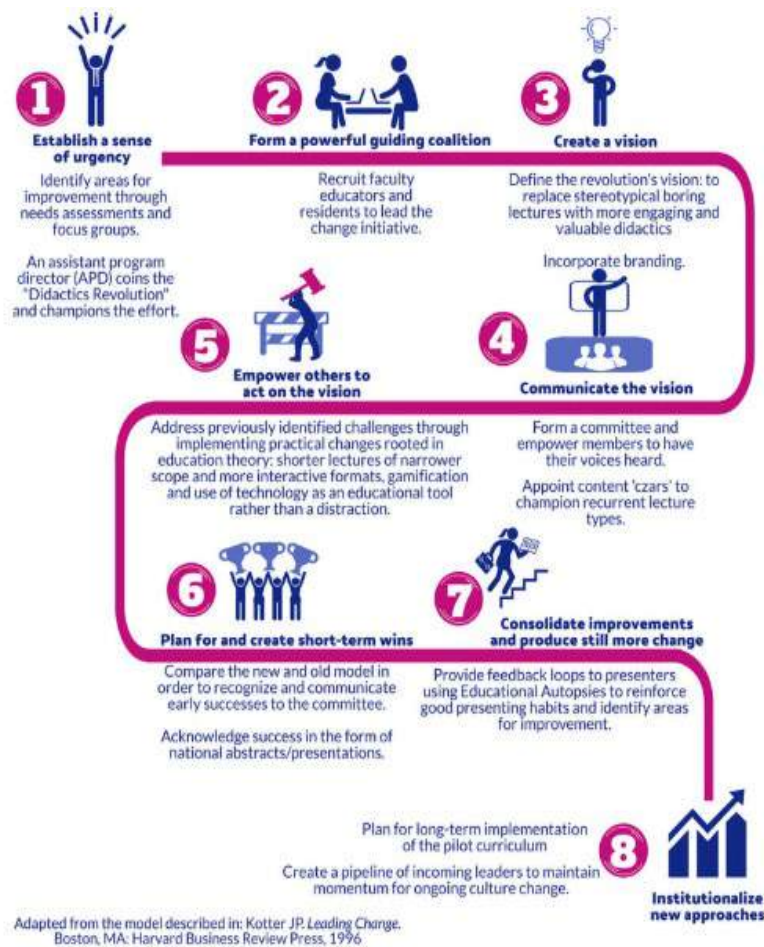 1
Establish a sense
of urgency
Identify areas for
improvement through
needs assessments and
focus groups.
An assistant program
director (APD) coins the
"Didactics Revolution"
and champions the effort.
2
Form a powerful guiding coalition
Recruit faculty
educators and
residents to lead the
change initiative.
3
Create a vision
Define the revolution's vision: to
replace stereotypical boring
lectures with more engaging and
valuable didactics
Incorporate branding.
4
Communicate the vision
Form a committee and
empower members to have
their voices heard.
Appoint content 'czars' to
champion recurrent lecture
types.
5
Empower others to
act on the vision
Address previously identified challenges through
implementing practical changes rooted in
education theory: shorter lectures of narrower
scope and more interactive formats, gamification
and use of technology as an educational tool
rather than a distraction.
6
Plan for and create short-term wins
Compare the new and old model in
order to recognize and communicate
early successes to the committee.
Acknowledge success in the form of
national abstracts/presentations.
7
Consolidate improvements
and produce still more change
Provide feedback loops to presenters
using Educational Autopsies to reinforce
good presenting habits and identify areas
for improvement.
8
Institutionalize
new approaches
Plan for long-term implementation
of the pilot curriculum
Create a pipeline of incoming leaders to maintain
momentum for ongoing culture change.
Adapted from the model described in: Kotter JP. Leading Change.
Boston, MA: Harvard Business Review Press, 1996